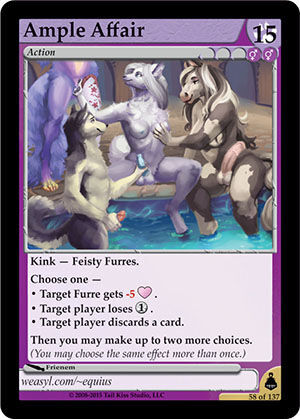 Ample Affair 15
Action
Kink — Feisty Furres.
Choose one —
• Target Furre gets -5 .
• Target player loses 1 .
• Target player discards a card.
Then you may make up to two more choices.
(You may choose the same effect more than once.)
Frienem
weasyl.com/~equius
58 of 137
© 2008-2015 Tail Kiss Studio, LLC